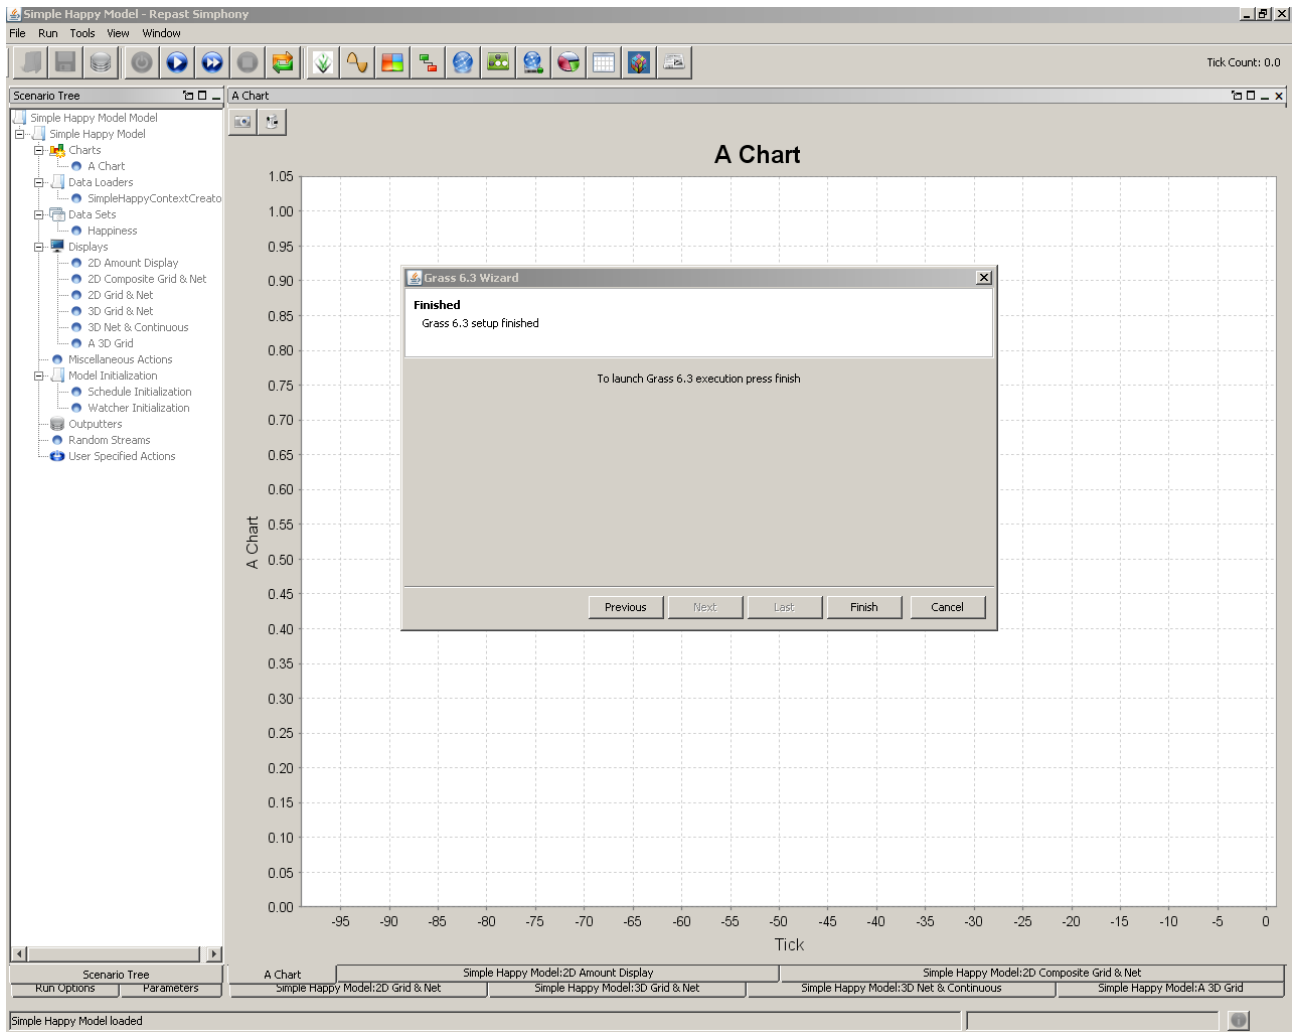 Simple Happy Model - Repast Simphony
File Run Tools View Window
Tick Count: 0.0
Scenario Tree
Simple Happy Model Model
Simple Happy Model
Charts
A Chart
Data Loaders
SimpleHappyContextCreato
Data Sets
Happiness
Displays
2D Amount Display
2D Composite Grid & Net
2D Grid & Net
3D Grid & Net
3D Net & Continuous
A 3D Grid
Miscellaneous Actions
Model Initialization
Schedule Initialization
Watcher Initialization
Outputters
Random Streams
User Specified Actions
A Chart
A Chart
1.05
1.00
0.95
0.90
0.85
0.80
0.75
0.70
0.65
0.60
0.55
0.50
0.45
0.40
0.35
0.30
0.25
0.20
0.15
0.10
0.05
0.00
A Chart
-95 -90 -85 -80 -75 -70 -65 -60 -55 -50 -45 -40 -35 -30 -25 -20 -15 -10 -5 0
Tick
Grass 6.3 Wizard
Finished
Grass 6.3 setup finished
To launch Grass 6.3 execution press finish
Previous Next Last Finish Cancel
Scenario Tree
Run Options Parameters
A Chart Simple Happy Model:2D Amount Display Simple Happy Model:2D Composite Grid & Net
Simple Happy Model:2D Grid & Net Simple Happy Model:3D Grid & Net Simple Happy Model:3D Net & Continuous Simple Happy Model:A 3D Grid
Simple Happy Model loaded